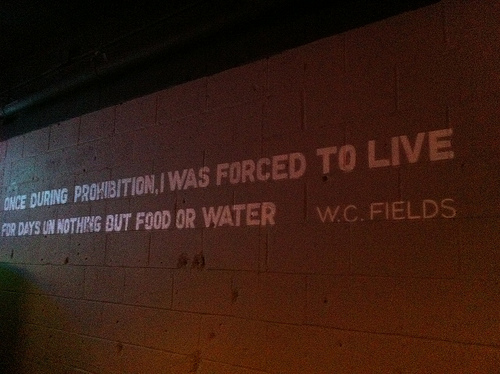 ONCE DURING PROHIBITION, I WAS FORCED TO LIVE
FOR DAYS ON NOTHING BUT FOOD OR WATER W.C. FIELDS